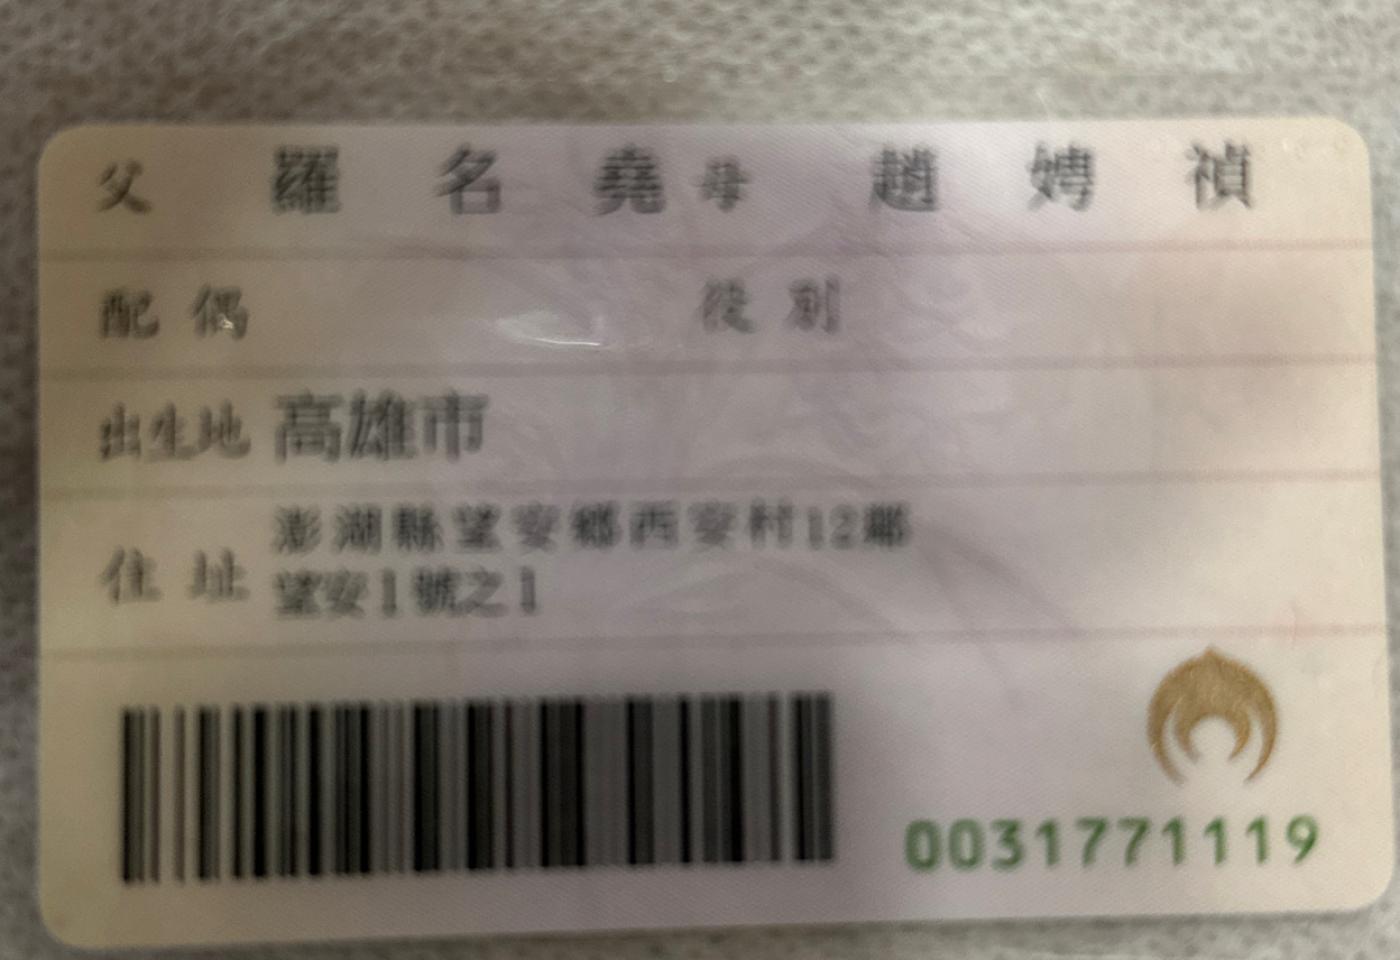 父 羅名堯 母 趙娉禎
配偶 役別
出生地 高雄市
住址 澎湖縣望安鄉西安村12鄰
望安1號之1
0031771119